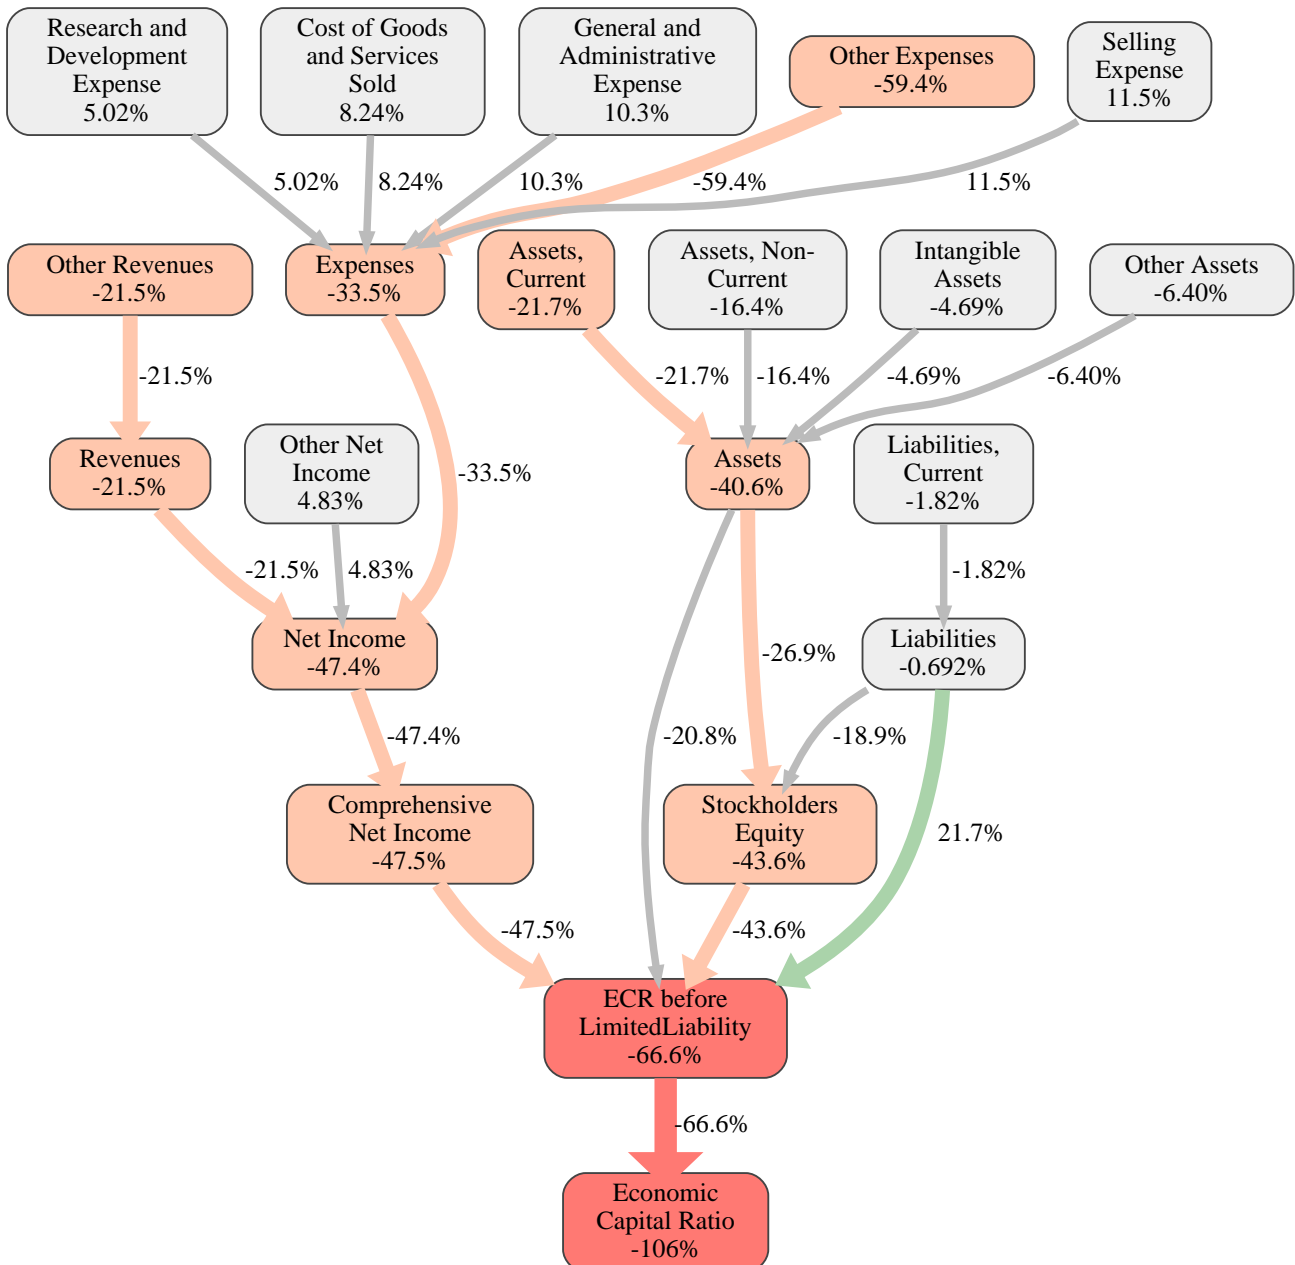 Research and
Development
Expense
5.02%
Cost of Goods
and Services
Sold
8.24%
General and
Administrative
Expense
10.3%
Other Expenses
-59.4%
Selling
Expense
11.5%
5.02%
8.24%
10.3%
-59.4%
11.5%
Other Revenues
-21.5%
Expenses
-33.5%
Assets,
Current
-21.7%
Assets, Non-
Current
-16.4%
Intangible
Assets
-4.69%
Other Assets
-6.40%
-21.5%
-21.7%
-16.4%
-4.69%
-6.40%
Revenues
-21.5%
Other Net
Income
4.83%
-33.5%
Assets
-40.6%
Liabilities,
Current
-1.82%
-21.5%
4.83%
-1.82%
Net Income
-47.4%
-26.9%
Liabilities
-0.692%
-47.4%
-20.8%
-18.9%
Comprehensive
Net Income
-47.5%
Stockholders
Equity
-43.6%
21.7%
-47.5%
-43.6%
ECR before
LimitedLiability
-66.6%
-66.6%
Economic
Capital Ratio
-106%